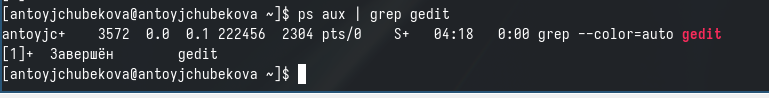 [antoyjchubekova@antoyjchubekova ~]$ ps aux | grep gedit
antoyjc+    3572  0.0  0.1 222456  2304 pts/0    S+   04:18   0:00 grep --color=auto gedit
[1]+  Завершён        gedit
[antoyjchubekova@antoyjchubekova ~]$